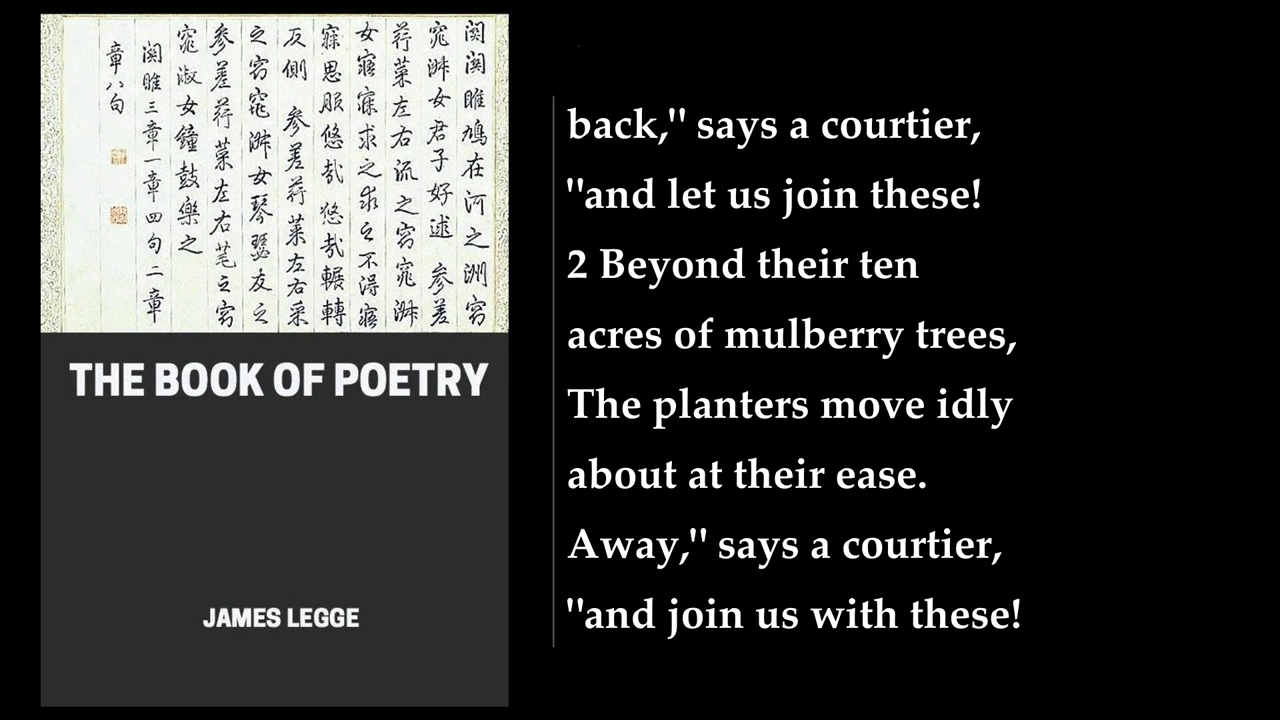 關關雎鳩在河之洲窈
窕淑女君子好逑 參差
荇菜左右流之窈窕淑
女寤寐求之求之不得寤
寐思服悠哉悠哉輾轉
反側 參差荇菜左右采
之窈窕淑女琴瑟友之
參差荇菜左右芼之窈
窕淑女鐘鼓樂之
關雎三章一章四句二章
章八句
THE BOOK OF POETRY
JAMES LEGGE
back," says a courtier,
"and let us join these!
2 Beyond their ten
acres of mulberry trees,
The planters move idly
about at their ease.
Away," says a courtier,
"and join us with these!